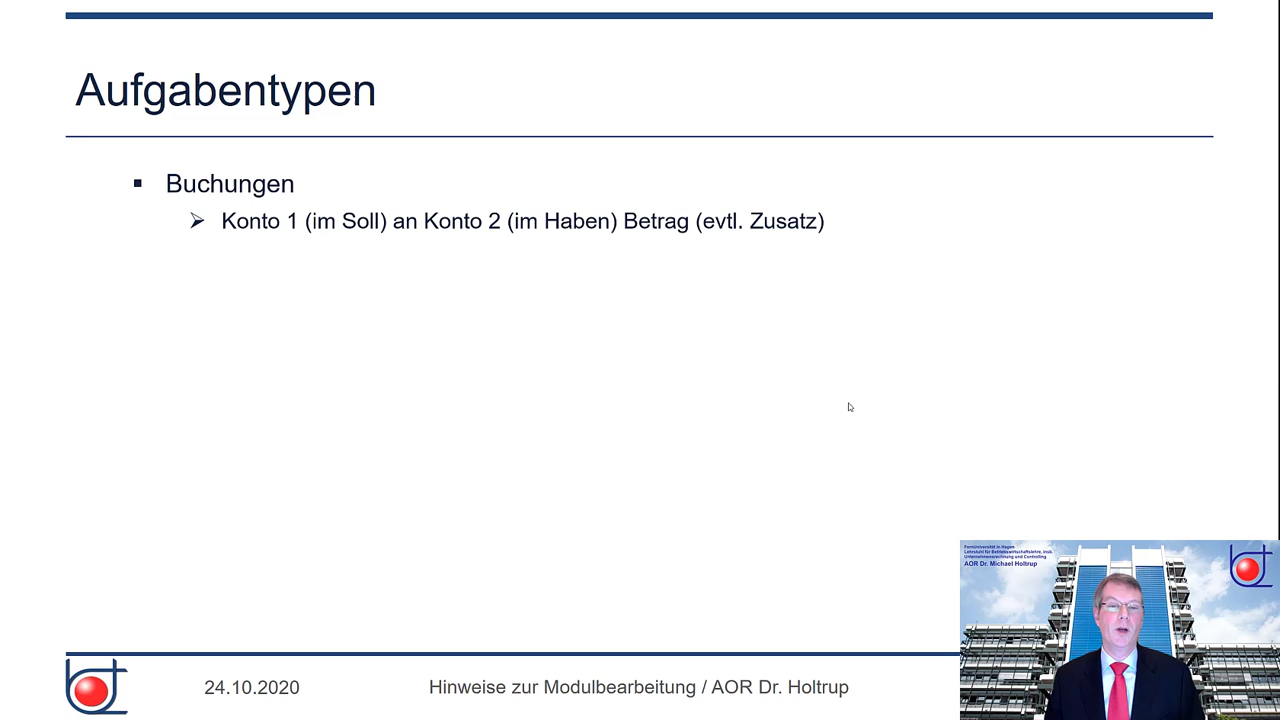 Aufgabentypen
Buchungen
Konto 1 (im Soll) an Konto 2 (im Haben) Betrag (evtl. Zusatz)
FernUniversität in Hagen
Lehrstuhl für Betriebswirtschaftslehre, insb.
Unternehmensrechnung und Controlling
AOR Dr. Michael Holtrup
24.10.2020
Hinweise zur Modulbearbeitung / AOR Dr. Holtrup